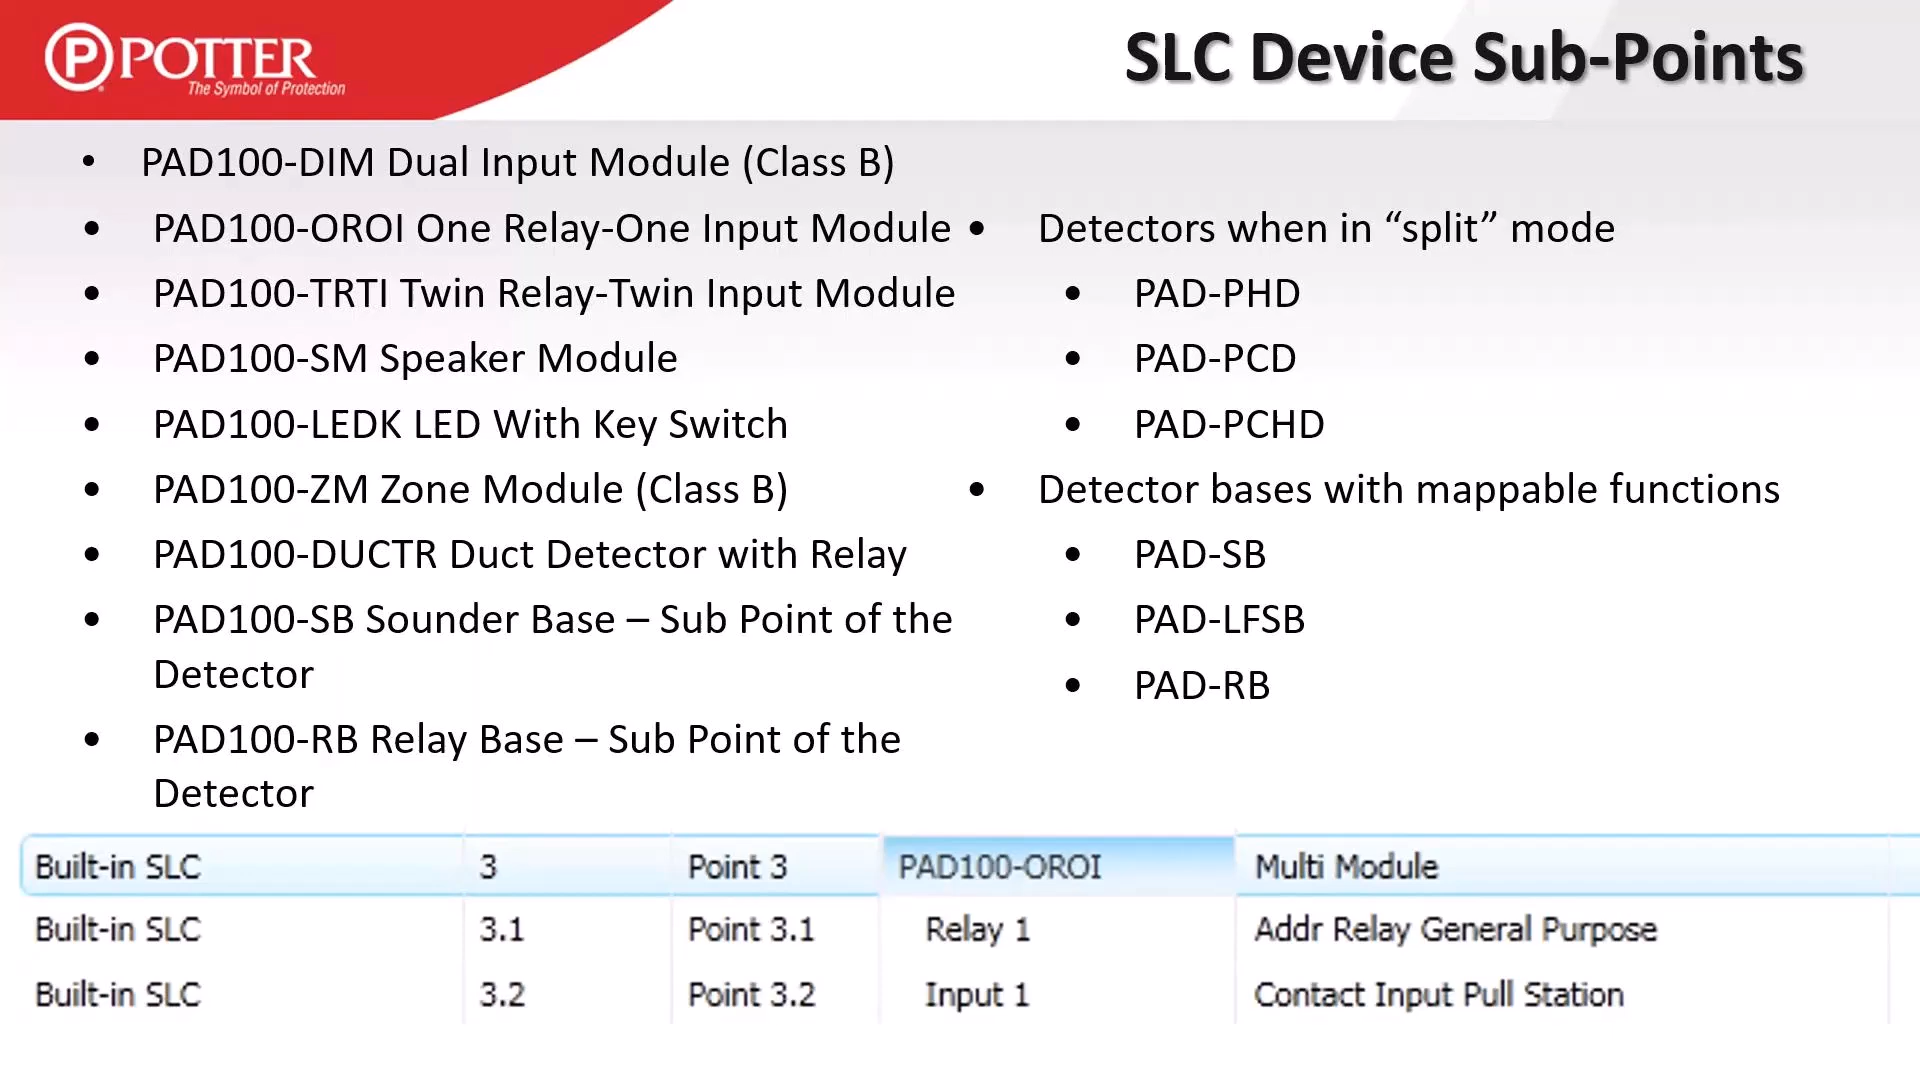 POTTER
The Symbol of Protection
SLC Device Sub-Points
• PAD100-DIM Dual Input Module (Class B)
• PAD100-OROI One Relay-One Input Module
• PAD100-TRTI Twin Relay-Twin Input Module
• PAD100-SM Speaker Module
• PAD100-LEDK LED With Key Switch
• PAD100-ZM Zone Module (Class B)
• PAD100-DUCTR Duct Detector with Relay
• PAD100-SB Sounder Base – Sub Point of the
Detector
• PAD100-RB Relay Base – Sub Point of the
Detector
• Detectors when in “split” mode
• PAD-PHD
• PAD-PCD
• PAD-PCHD
• Detector bases with mappable functions
• PAD-SB
• PAD-LFSB
• PAD-RB
Built-in SLC 3 Point 3 PAD100-OROI Multi Module
Built-in SLC 3.1 Point 3.1 Relay 1 Addr Relay General Purpose
Built-in SLC 3.2 Point 3.2 Input 1 Contact Input Pull Station